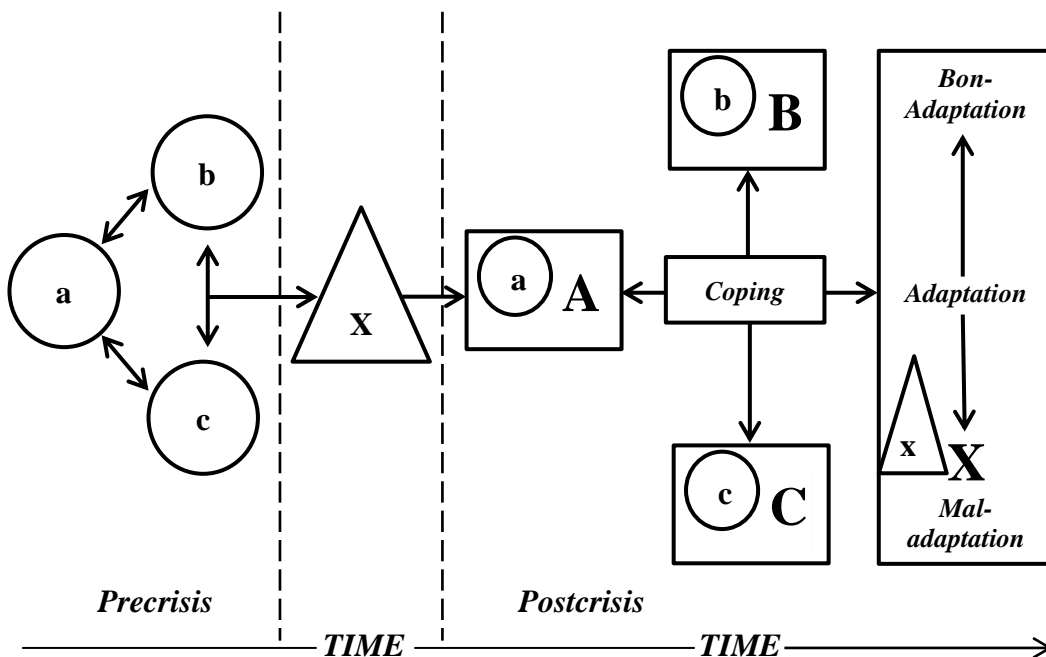 b
a
c
X
a A
b B
Coping
c C
Bon-
Adaptation
Adaptation
x X
Mal-
adaptation
Precrisis
Postcrisis
TIME
TIME